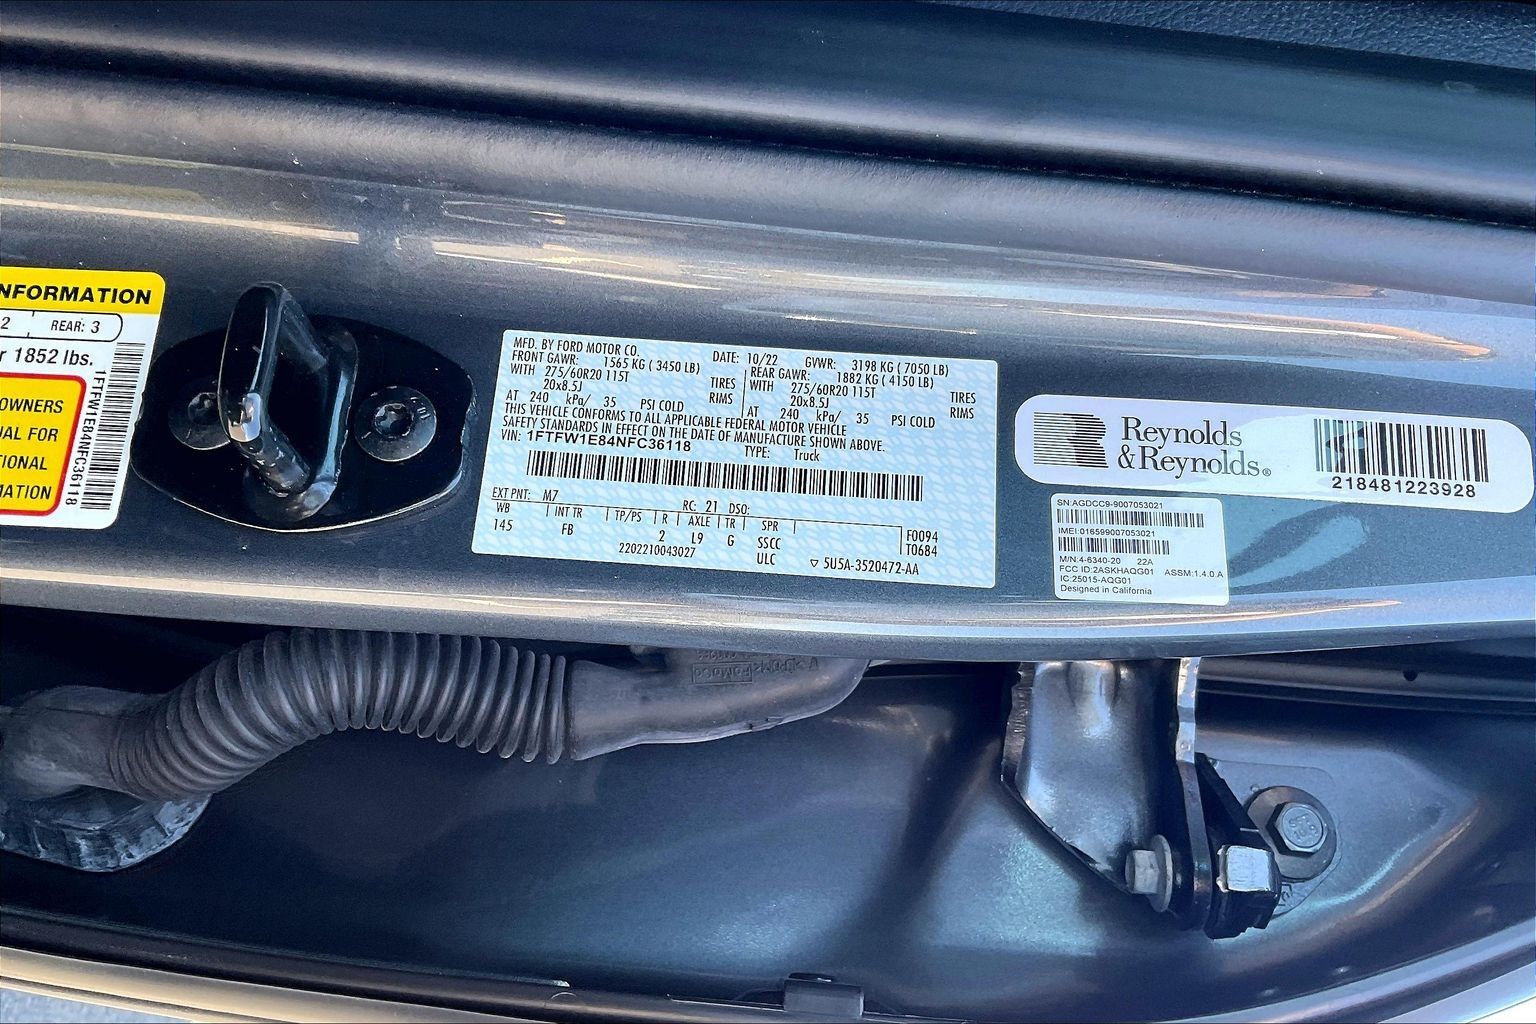 NFORMATION
2 REAR: 3
r 1852 lbs.
OWNERS
UAL FOR
TIONAL
MATION
1FTFW1E84NFC36118
MFD. BY FORD MOTOR CO. DATE: 10/22 GVWR: 3198 KG ( 7050 LB)
FRONT GAWR: 1565 KG ( 3450 LB) REAR GAWR: 1882 KG ( 4150 LB)
WITH 275/60R20 115T TIRES WITH 275/60R20 115T TIRES
20x8.5J RIMS 20x8.5J RIMS
AT 240 kPa/ 35 PSI COLD AT 240 kPa/ 35 PSI COLD
THIS VEHICLE CONFORMS TO ALL APPLICABLE FEDERAL MOTOR VEHICLE
SAFETY STANDARDS IN EFFECT ON THE DATE OF MANUFACTURE SHOWN ABOVE.
VIN: 1FTFW1E84NFC36118 TYPE: Truck
EXT PNT: M7 RC: 21 DSO:
WB INT TR TP/PS R AXLE TR SPR F0094
145 FB 2 L9 G SSCC T0684
2202210043027 ULC ▽ 5U5A-3520472-AA
Reynolds
&Reynolds®
218481223928
SN:AGDCC9-9007053021
IMEI:016599007053021
M/N:4-6340-20 22A
FCC ID:2ASKHAQG01 ASSM:1.4.0.A
IC:25015-AQG01
Designed in California